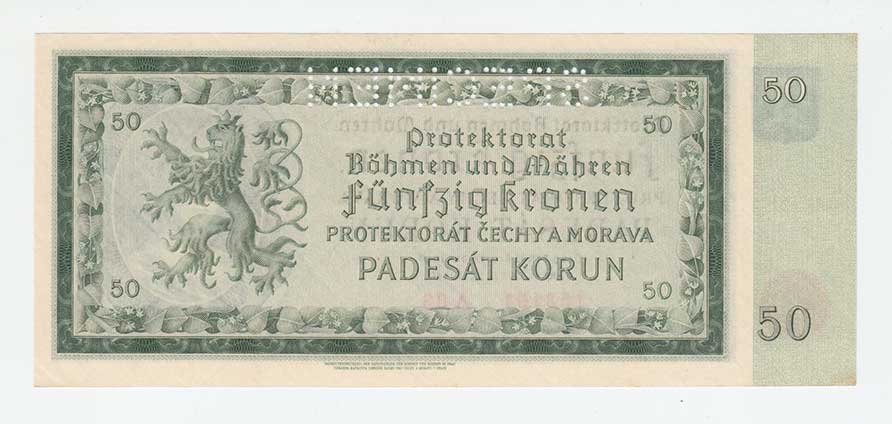 50
50
50
Protektorat
Böhmen und Mähren
Fünfzig kronen
PROTEKTORÁT ČECHY A MORAVA
PADESÁT KORUN
50
50
50